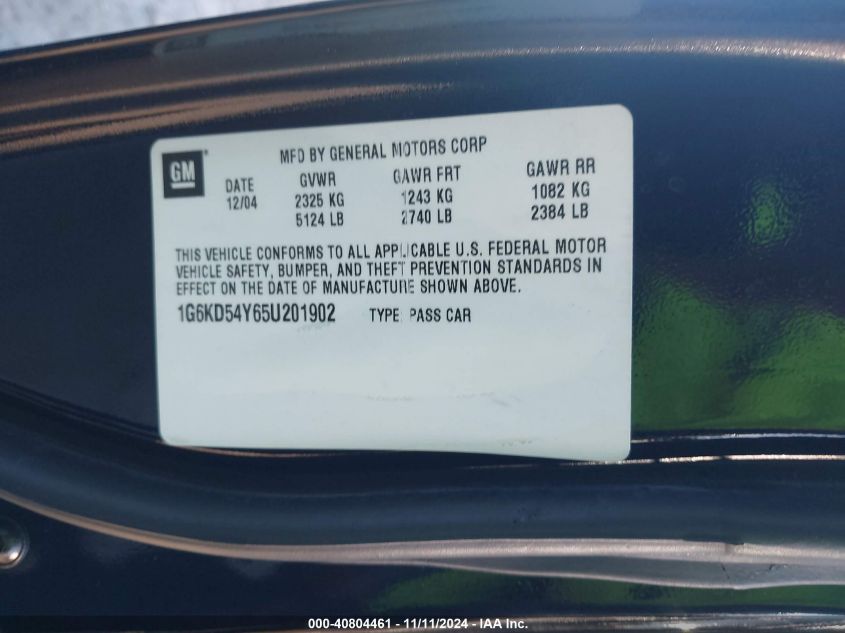 GM®
MFD BY GENERAL MOTORS CORP
DATE GVWR GAWR FRT GAWR RR
12/04 2325 KG 1243 KG 1082 KG
5124 LB 2740 LB 2384 LB
THIS VEHICLE CONFORMS TO ALL APPLICABLE U.S. FEDERAL MOTOR
VEHICLE SAFETY, BUMPER, AND THEFT PREVENTION STANDARDS IN
EFFECT ON THE DATE OF MANUFACTURE SHOWN ABOVE.
1G6KD54Y65U201902 TYPE: PASS CAR
000-40804461 - 11/11/2024 - IAA Inc.